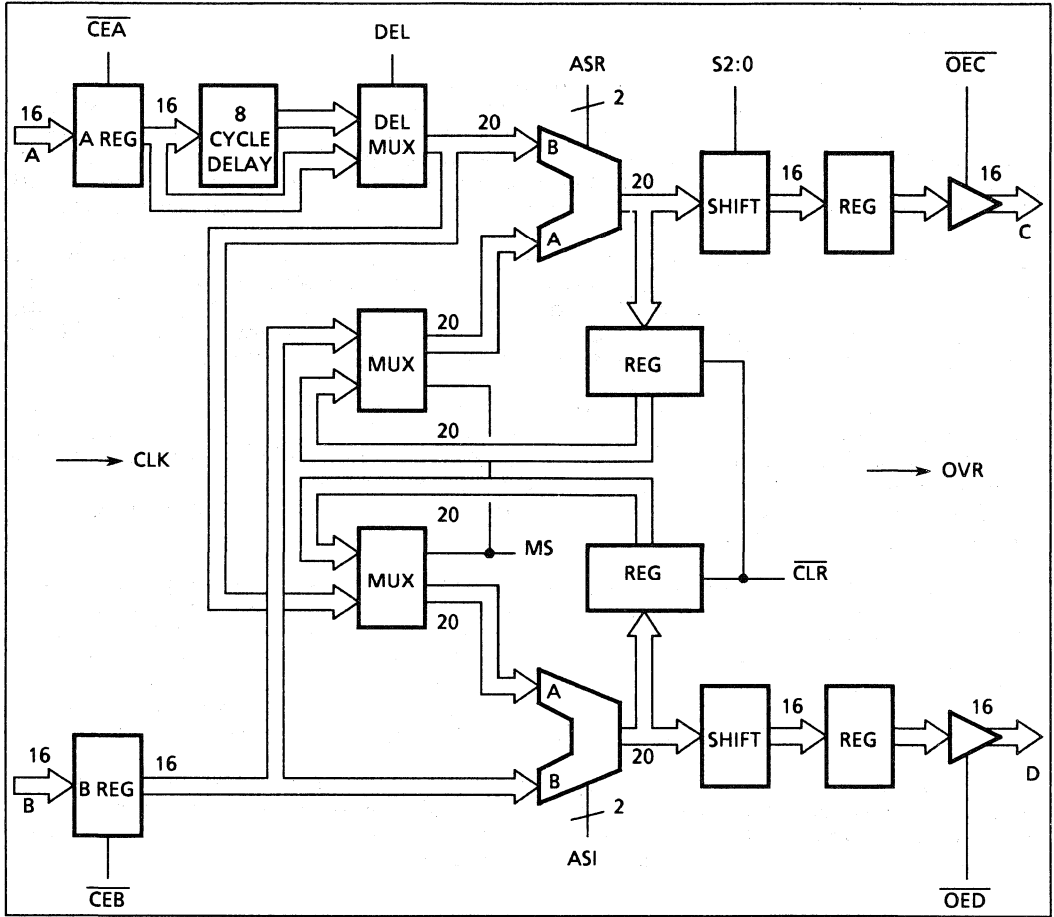 CEA
DEL
ASR
S2:0
OEC
2
16
A
A REG
16
8
CYCLE
DELAY
DEL
MUX
20
B
A
20
SHIFT
16
REG
16
C
MUX
20
20
REG
CLK
OVR
20
MUX
20
MS
REG
CLR
A
B
20
SHIFT
16
REG
16
D
16
B
B REG
16
2
ASI
CEB
OED